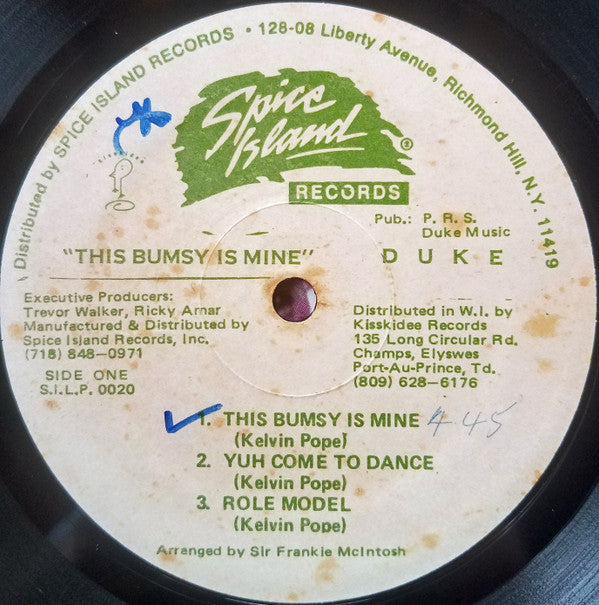 Distributed by SPICE ISLAND RECORDS • 128-08 Liberty Avenue, Richmond Hill, N.Y. 11419
Spice
Island
®
RECORDS
Pub.: P. R. S.
Duke Music
"THIS BUMSY IS MINE"
DUKE
Executive Producers:
Trevor Walker, Ricky Amar
Manufactured & Distributed by
Spice Island Records, Inc.
(718) 848-0971
SIDE ONE
S.I.L.P. 0020
Distributed in W.I. by
Kisskidee Records
135 Long Circular Rd.
Champs, Elyswes
Port-Au-Prince, Td.
(809) 628-6176
1. THIS BUMSY IS MINE 4 45
(Kelvin Pope)
2. YUH COME TO DANCE
(Kelvin Pope)
3. ROLE MODEL
(Kelvin Pope)
Arranged by Sir Frankie McIntosh